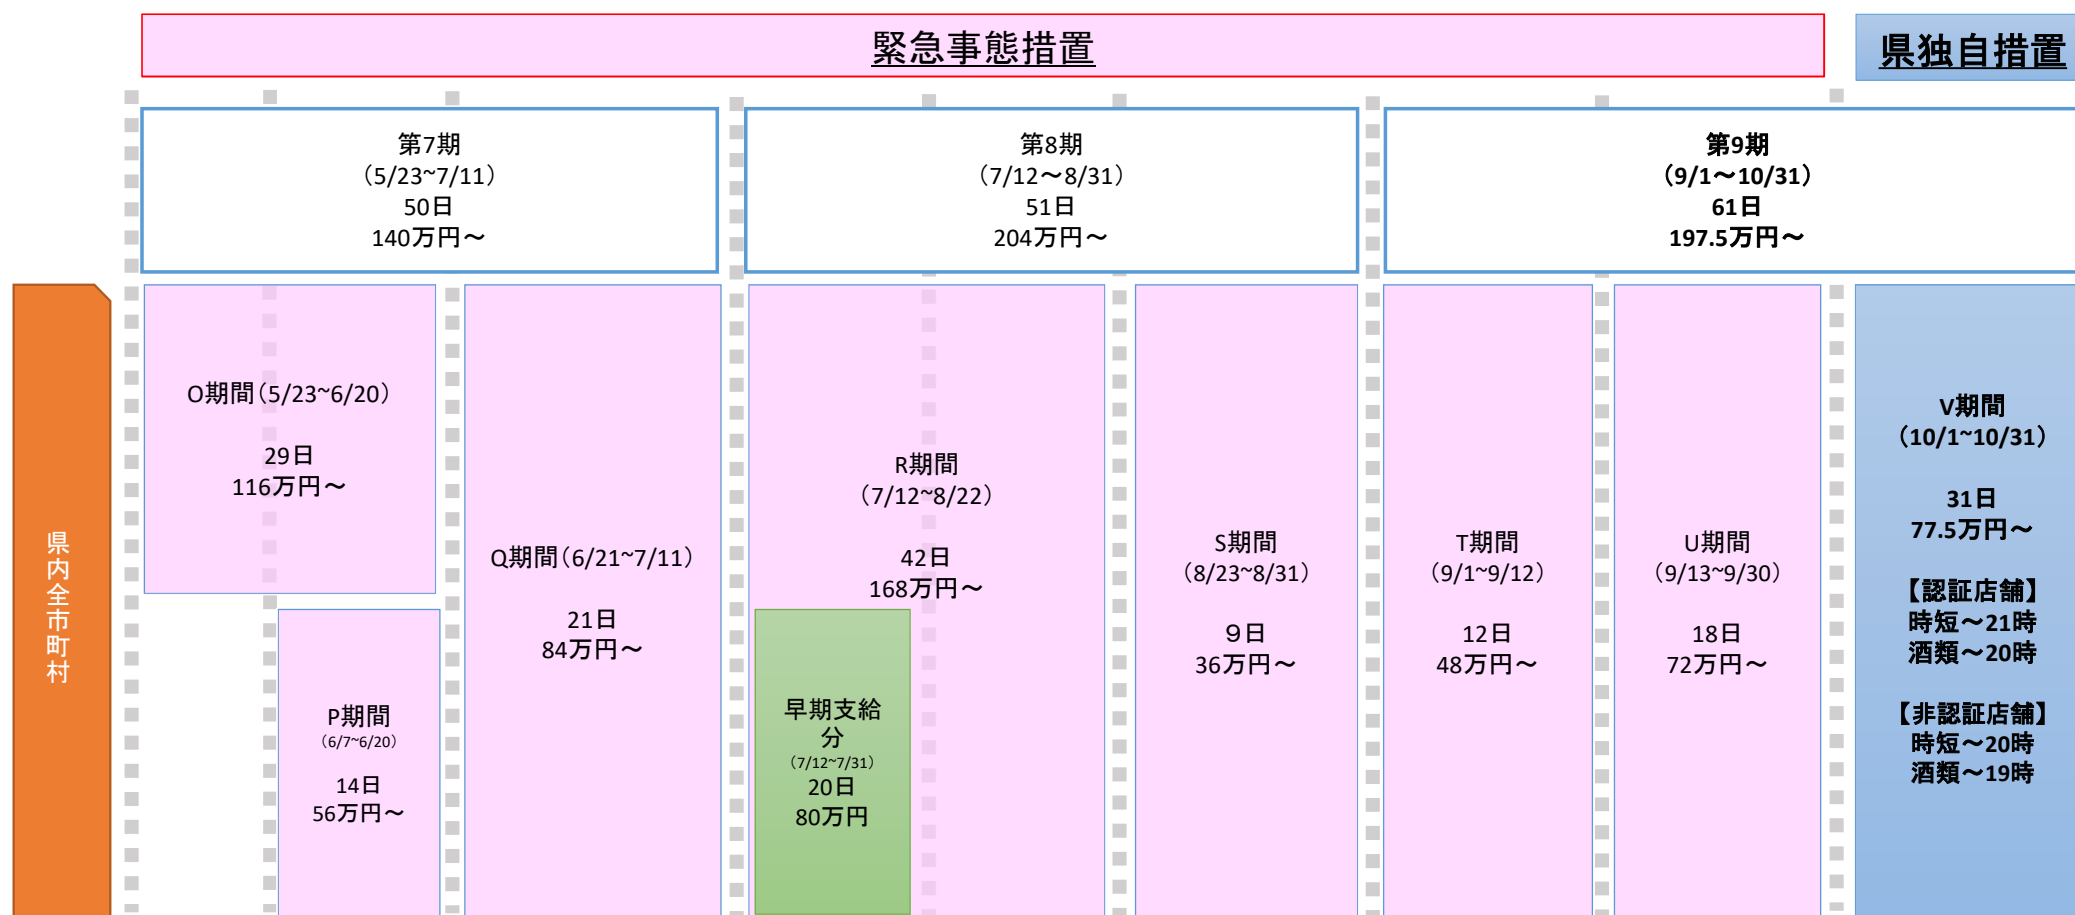 緊急事態措置
県独自措置
第7期
（5/23~7/11）
50日
140万円～
第8期
（7/12～8/31）
51日
204万円～
第9期
（9/1～10/31）
61日
197.5万円～
県内全市町村
O期間（5/23~6/20）
29日
116万円～
P期間
（6/7~6/20）
14日
56万円～
Q期間（6/21~7/11）
21日
84万円～
R期間
（7/12~8/22）
42日
168万円～
早期支給
分
（7/12~7/31）
20日
80万円
S期間
（8/23~8/31）
９日
36万円～
T期間
（9/1~9/12）
12日
48万円～
U期間
（9/13~9/30）
18日
72万円～
V期間
（10/1~10/31）
31日
77.5万円～
【認証店舗】
時短～21時
酒類～20時
【非認証店舗】
時短～20時
酒類～19時